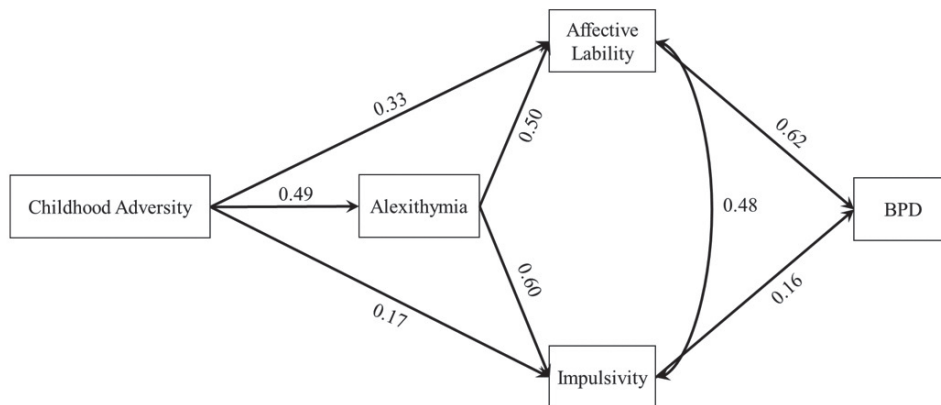 Affective
Lability
0.33
0.50
0.62
Childhood Adversity
0.49
Alexithymia
0.48
BPD
0.60
0.17
0.16
Impulsivity